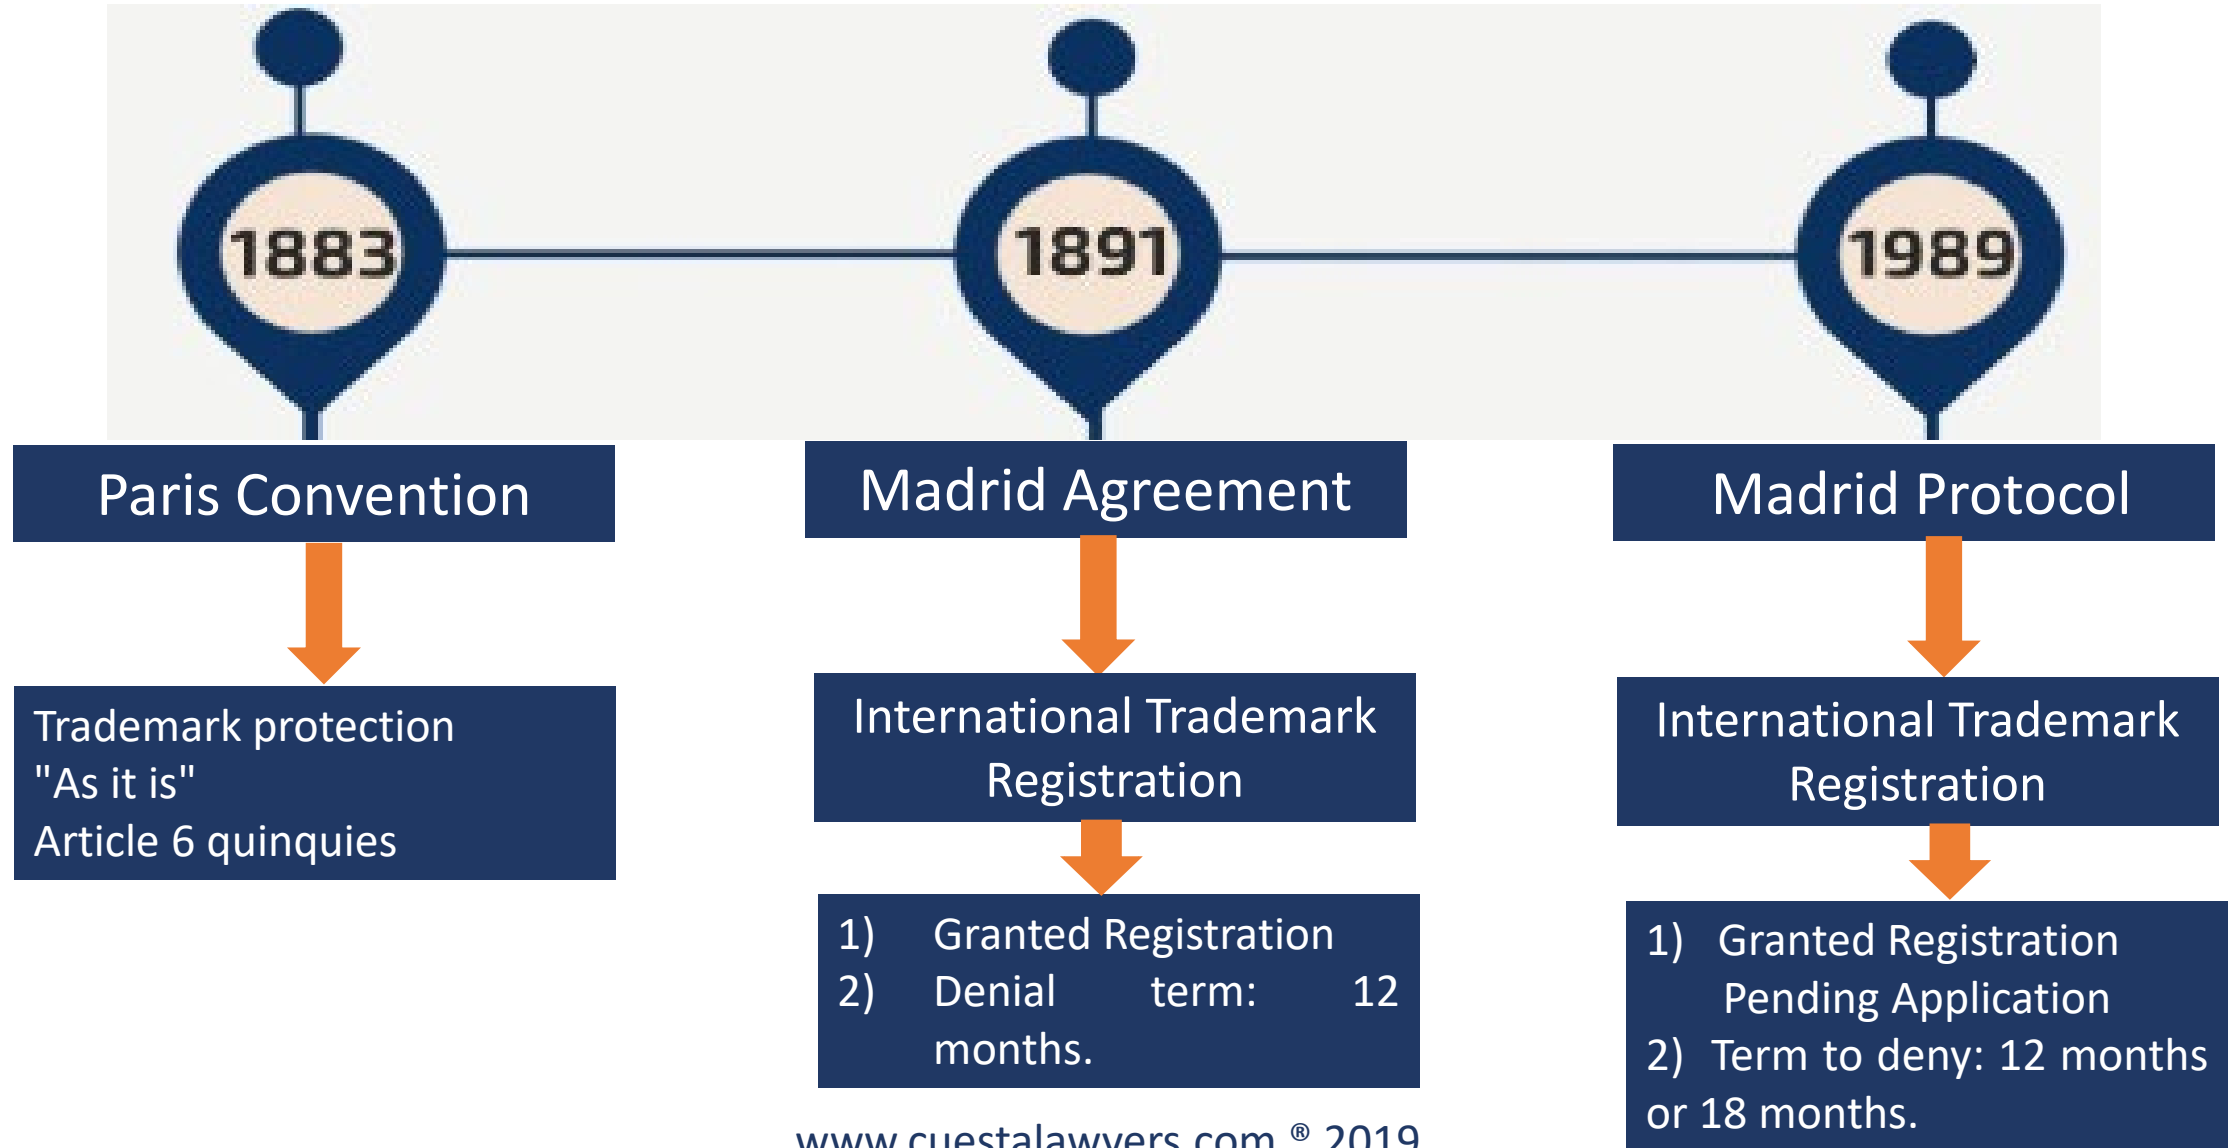 1883
1891
1989
Paris Convention
Madrid Agreement
Madrid Protocol
Trademark protection
"As it is"
Article 6 quinquies
International Trademark
Registration
International Trademark
Registration
1) Granted Registration
2) Denial term: 12
months.
1) Granted Registration
Pending Application
2) Term to deny: 12 months
or 18 months.
www.cuestalawyers.com ® 2019